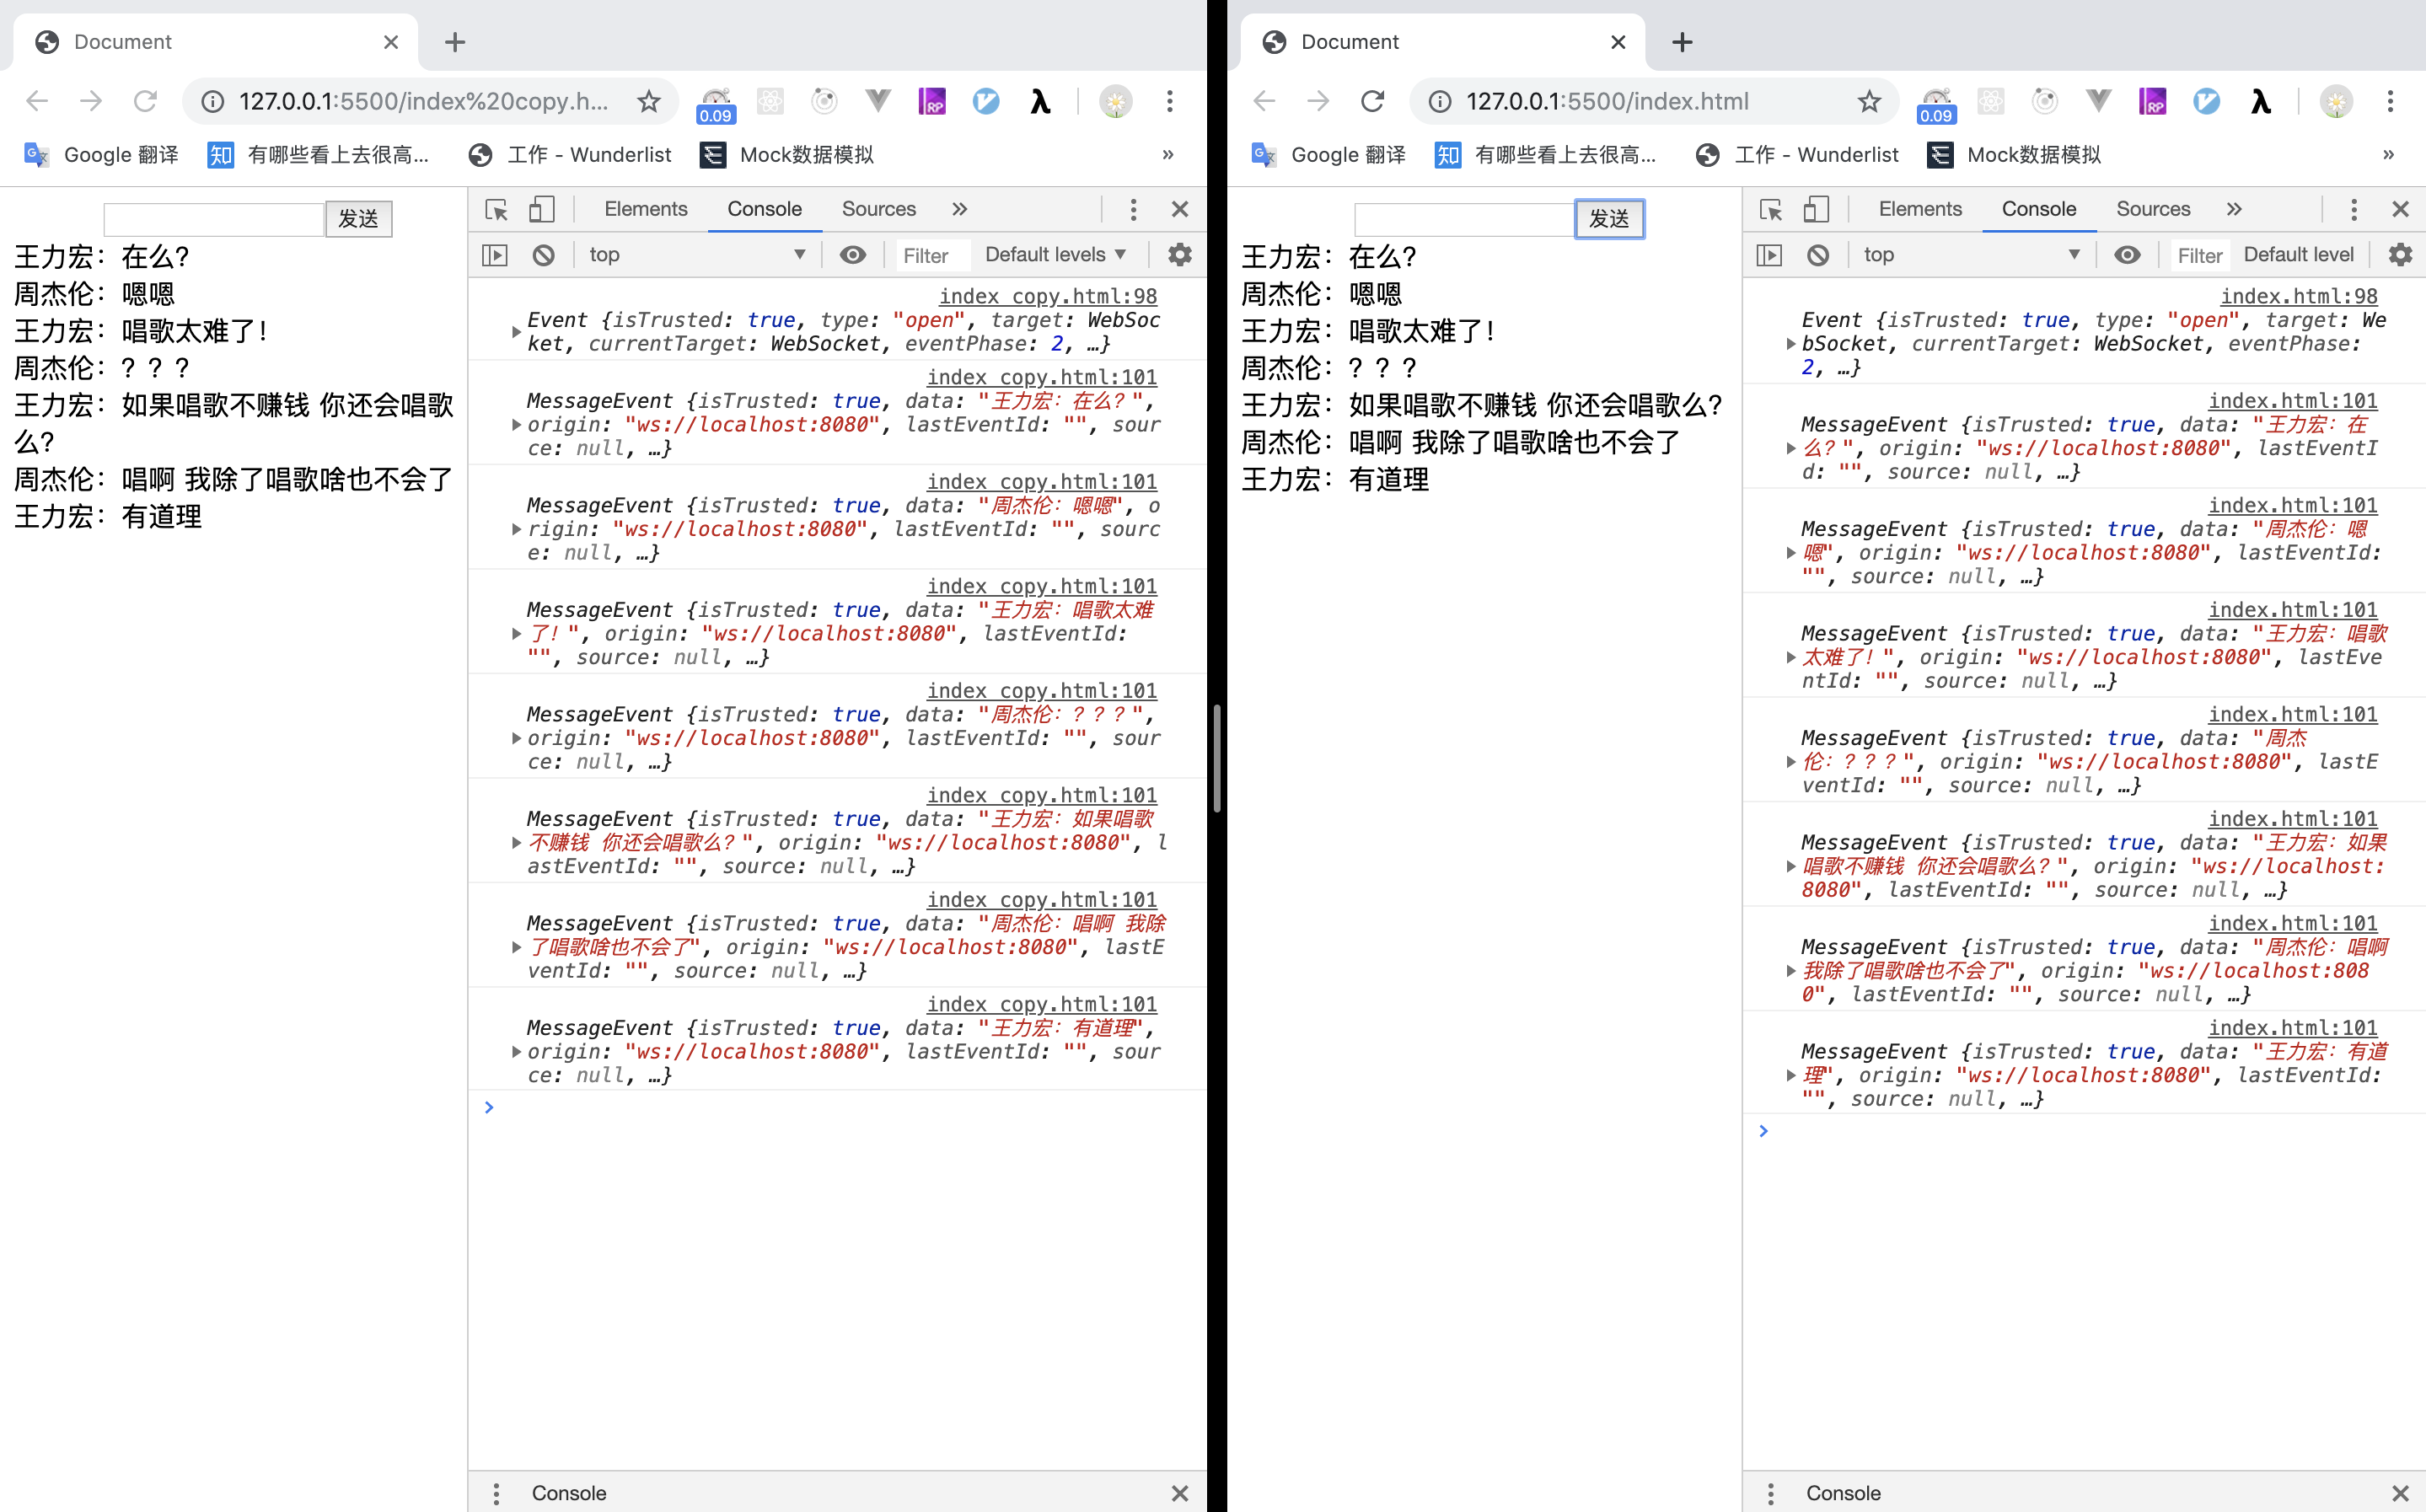 Document
127.0.0.1:5500/index%20copy.h...
0.09
RP
Google 翻译
知 有哪些看上去很高...
工作 - Wunderlist
Mock数据模拟
»
发送
王力宏：在么？
周杰伦：嗯嗯
王力宏：唱歌太难了！
周杰伦：？？？
王力宏：如果唱歌不赚钱 你还会唱歌
么？
周杰伦：唱啊 我除了唱歌啥也不会了
王力宏：有道理
Elements Console Sources »
top Filter Default levels
index copy.html:98
Event {isTrusted: true, type: "open", target: WebSoc
ket, currentTarget: WebSocket, eventPhase: 2, …}
index copy.html:101
MessageEvent {isTrusted: true, data: "王力宏：在么？",
origin: "ws://localhost:8080", lastEventId: "", sour
ce: null, …}
index copy.html:101
MessageEvent {isTrusted: true, data: "周杰伦：嗯嗯", o
rigin: "ws://localhost:8080", lastEventId: "", sourc
e: null, …}
index copy.html:101
MessageEvent {isTrusted: true, data: "王力宏：唱歌太难
了！", origin: "ws://localhost:8080", lastEventId:
"", source: null, …}
index copy.html:101
MessageEvent {isTrusted: true, data: "周杰伦：？？？",
origin: "ws://localhost:8080", lastEventId: "", sour
ce: null, …}
index copy.html:101
MessageEvent {isTrusted: true, data: "王力宏：如果唱歌
不赚钱 你还会唱歌么？", origin: "ws://localhost:8080", l
astEventId: "", source: null, …}
index copy.html:101
MessageEvent {isTrusted: true, data: "周杰伦：唱啊 我除
了唱歌啥也不会了", origin: "ws://localhost:8080", lastE
ventId: "", source: null, …}
index copy.html:101
MessageEvent {isTrusted: true, data: "王力宏：有道理",
origin: "ws://localhost:8080", lastEventId: "", sour
ce: null, …}
Console
Document
127.0.0.1:5500/index.html
0.09
RP
Google 翻译
知 有哪些看上去很高...
工作 - Wunderlist
Mock数据模拟
»
发送
王力宏：在么？
周杰伦：嗯嗯
王力宏：唱歌太难了！
周杰伦：？？？
王力宏：如果唱歌不赚钱 你还会唱歌么？
周杰伦：唱啊 我除了唱歌啥也不会了
王力宏：有道理
Elements Console Sources »
top Filter Default level
index.html:98
Event {isTrusted: true, type: "open", target: We
bSocket, currentTarget: WebSocket, eventPhase:
2, …}
index.html:101
MessageEvent {isTrusted: true, data: "王力宏：在
么？", origin: "ws://localhost:8080", lastEventI
d: "", source: null, …}
index.html:101
MessageEvent {isTrusted: true, data: "周杰伦：嗯
嗯", origin: "ws://localhost:8080", lastEventId:
"", source: null, …}
index.html:101
MessageEvent {isTrusted: true, data: "王力宏：唱歌
太难了！", origin: "ws://localhost:8080", lastEve
ntId: "", source: null, …}
index.html:101
MessageEvent {isTrusted: true, data: "周杰
伦：？？？", origin: "ws://localhost:8080", lastE
ventId: "", source: null, …}
index.html:101
MessageEvent {isTrusted: true, data: "王力宏：如果
唱歌不赚钱 你还会唱歌么？", origin: "ws://localhost:
8080", lastEventId: "", source: null, …}
index.html:101
MessageEvent {isTrusted: true, data: "周杰伦：唱啊
我除了唱歌啥也不会了", origin: "ws://localhost:808
0", lastEventId: "", source: null, …}
index.html:101
MessageEvent {isTrusted: true, data: "王力宏：有道
理", origin: "ws://localhost:8080", lastEventId:
"", source: null, …}
Console